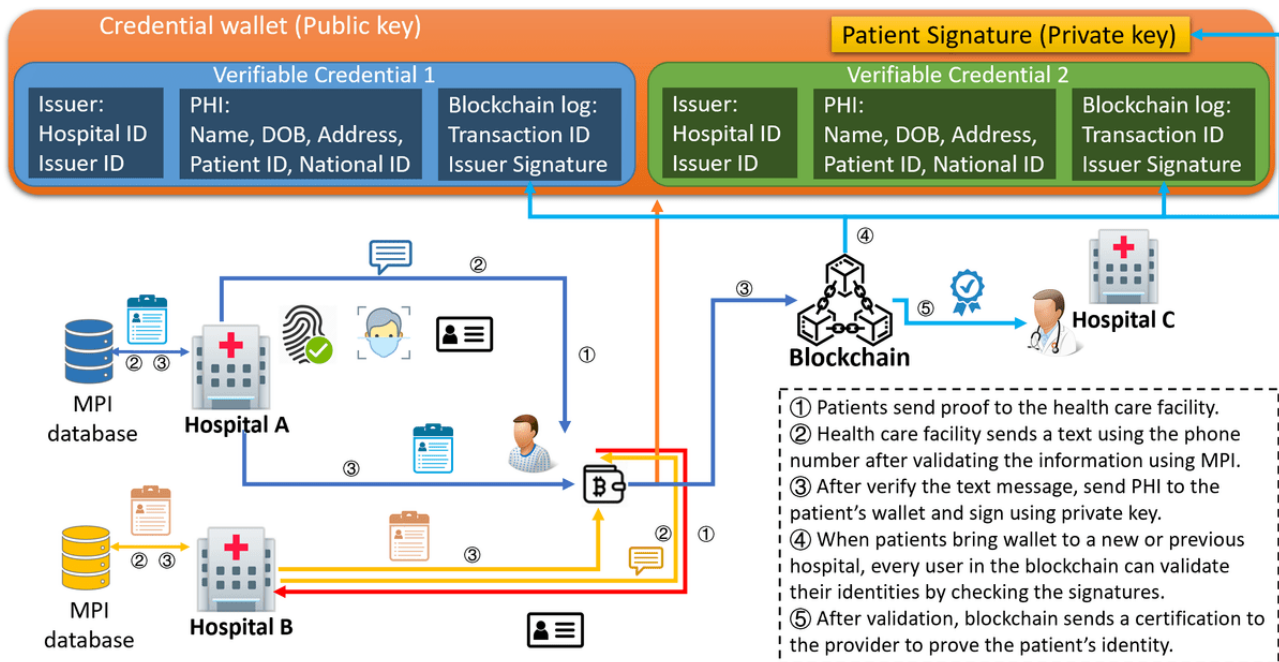 Credential wallet (Public key)
Patient Signature (Private key)
Verifiable Credential 1
Issuer:
Hospital ID
Issuer ID
PHI:
Name, DOB, Address,
Patient ID, National ID
Blockchain log:
Transaction ID
Issuer Signature
Verifiable Credential 2
Issuer:
Hospital ID
Issuer ID
PHI:
Name, DOB, Address,
Patient ID, National ID
Blockchain log:
Transaction ID
Issuer Signature
②
④
③
⑤
Hospital C
Blockchain
①
② ③
MPI
database
Hospital A
③
②
①
③
② ③
MPI
database
Hospital B
① Patients send proof to the health care facility.
② Health care facility sends a text using the phone
number after validating the information using MPI.
③ After verify the text message, send PHI to the
patient’s wallet and sign using private key.
④ When patients bring wallet to a new or previous
hospital, every user in the blockchain can validate
their identities by checking the signatures.
⑤ After validation, blockchain sends a certification to
the provider to prove the patient’s identity.